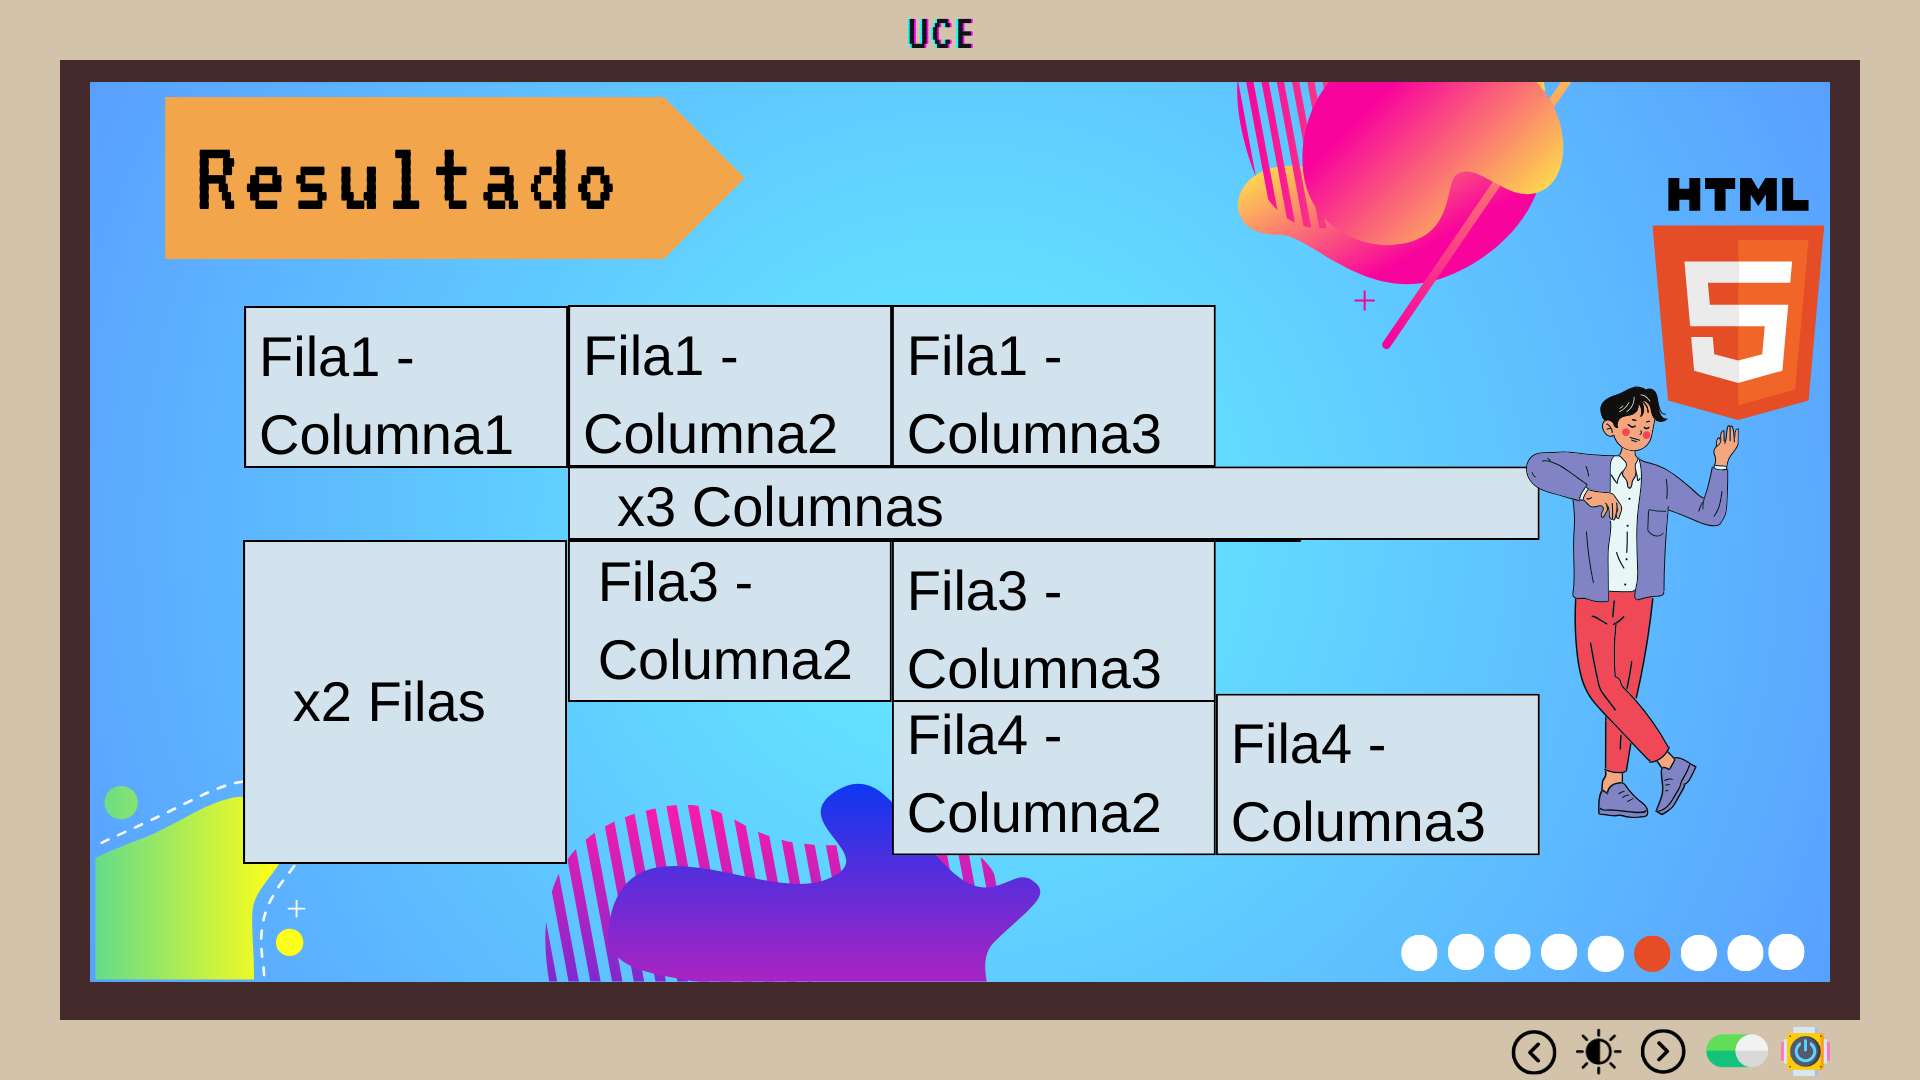 UCE
Resultado
HTML
5
Fila1 -
Columna1
Fila1 -
Columna2
Fila1 -
Columna3
x3 Columnas
x2 Filas
Fila3 -
Columna2
Fila3 -
Columna3
Fila4 -
Columna2
Fila4 -
Columna3